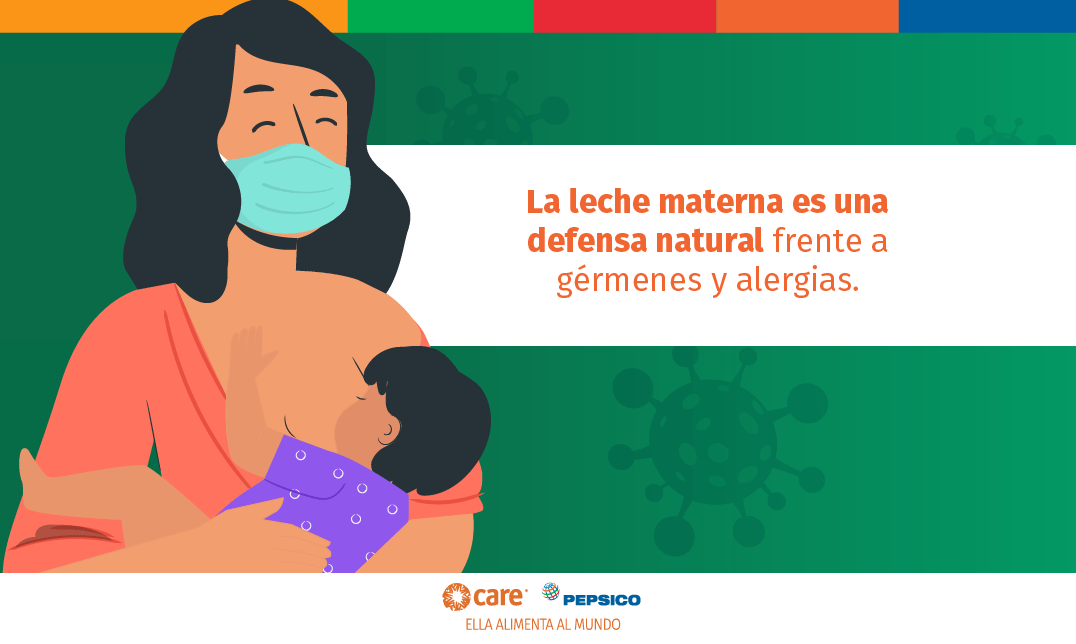 La leche materna es una
defensa natural frente a
gérmenes y alergias.
care PEPSICO
ELLA ALIMENTA AL MUNDO